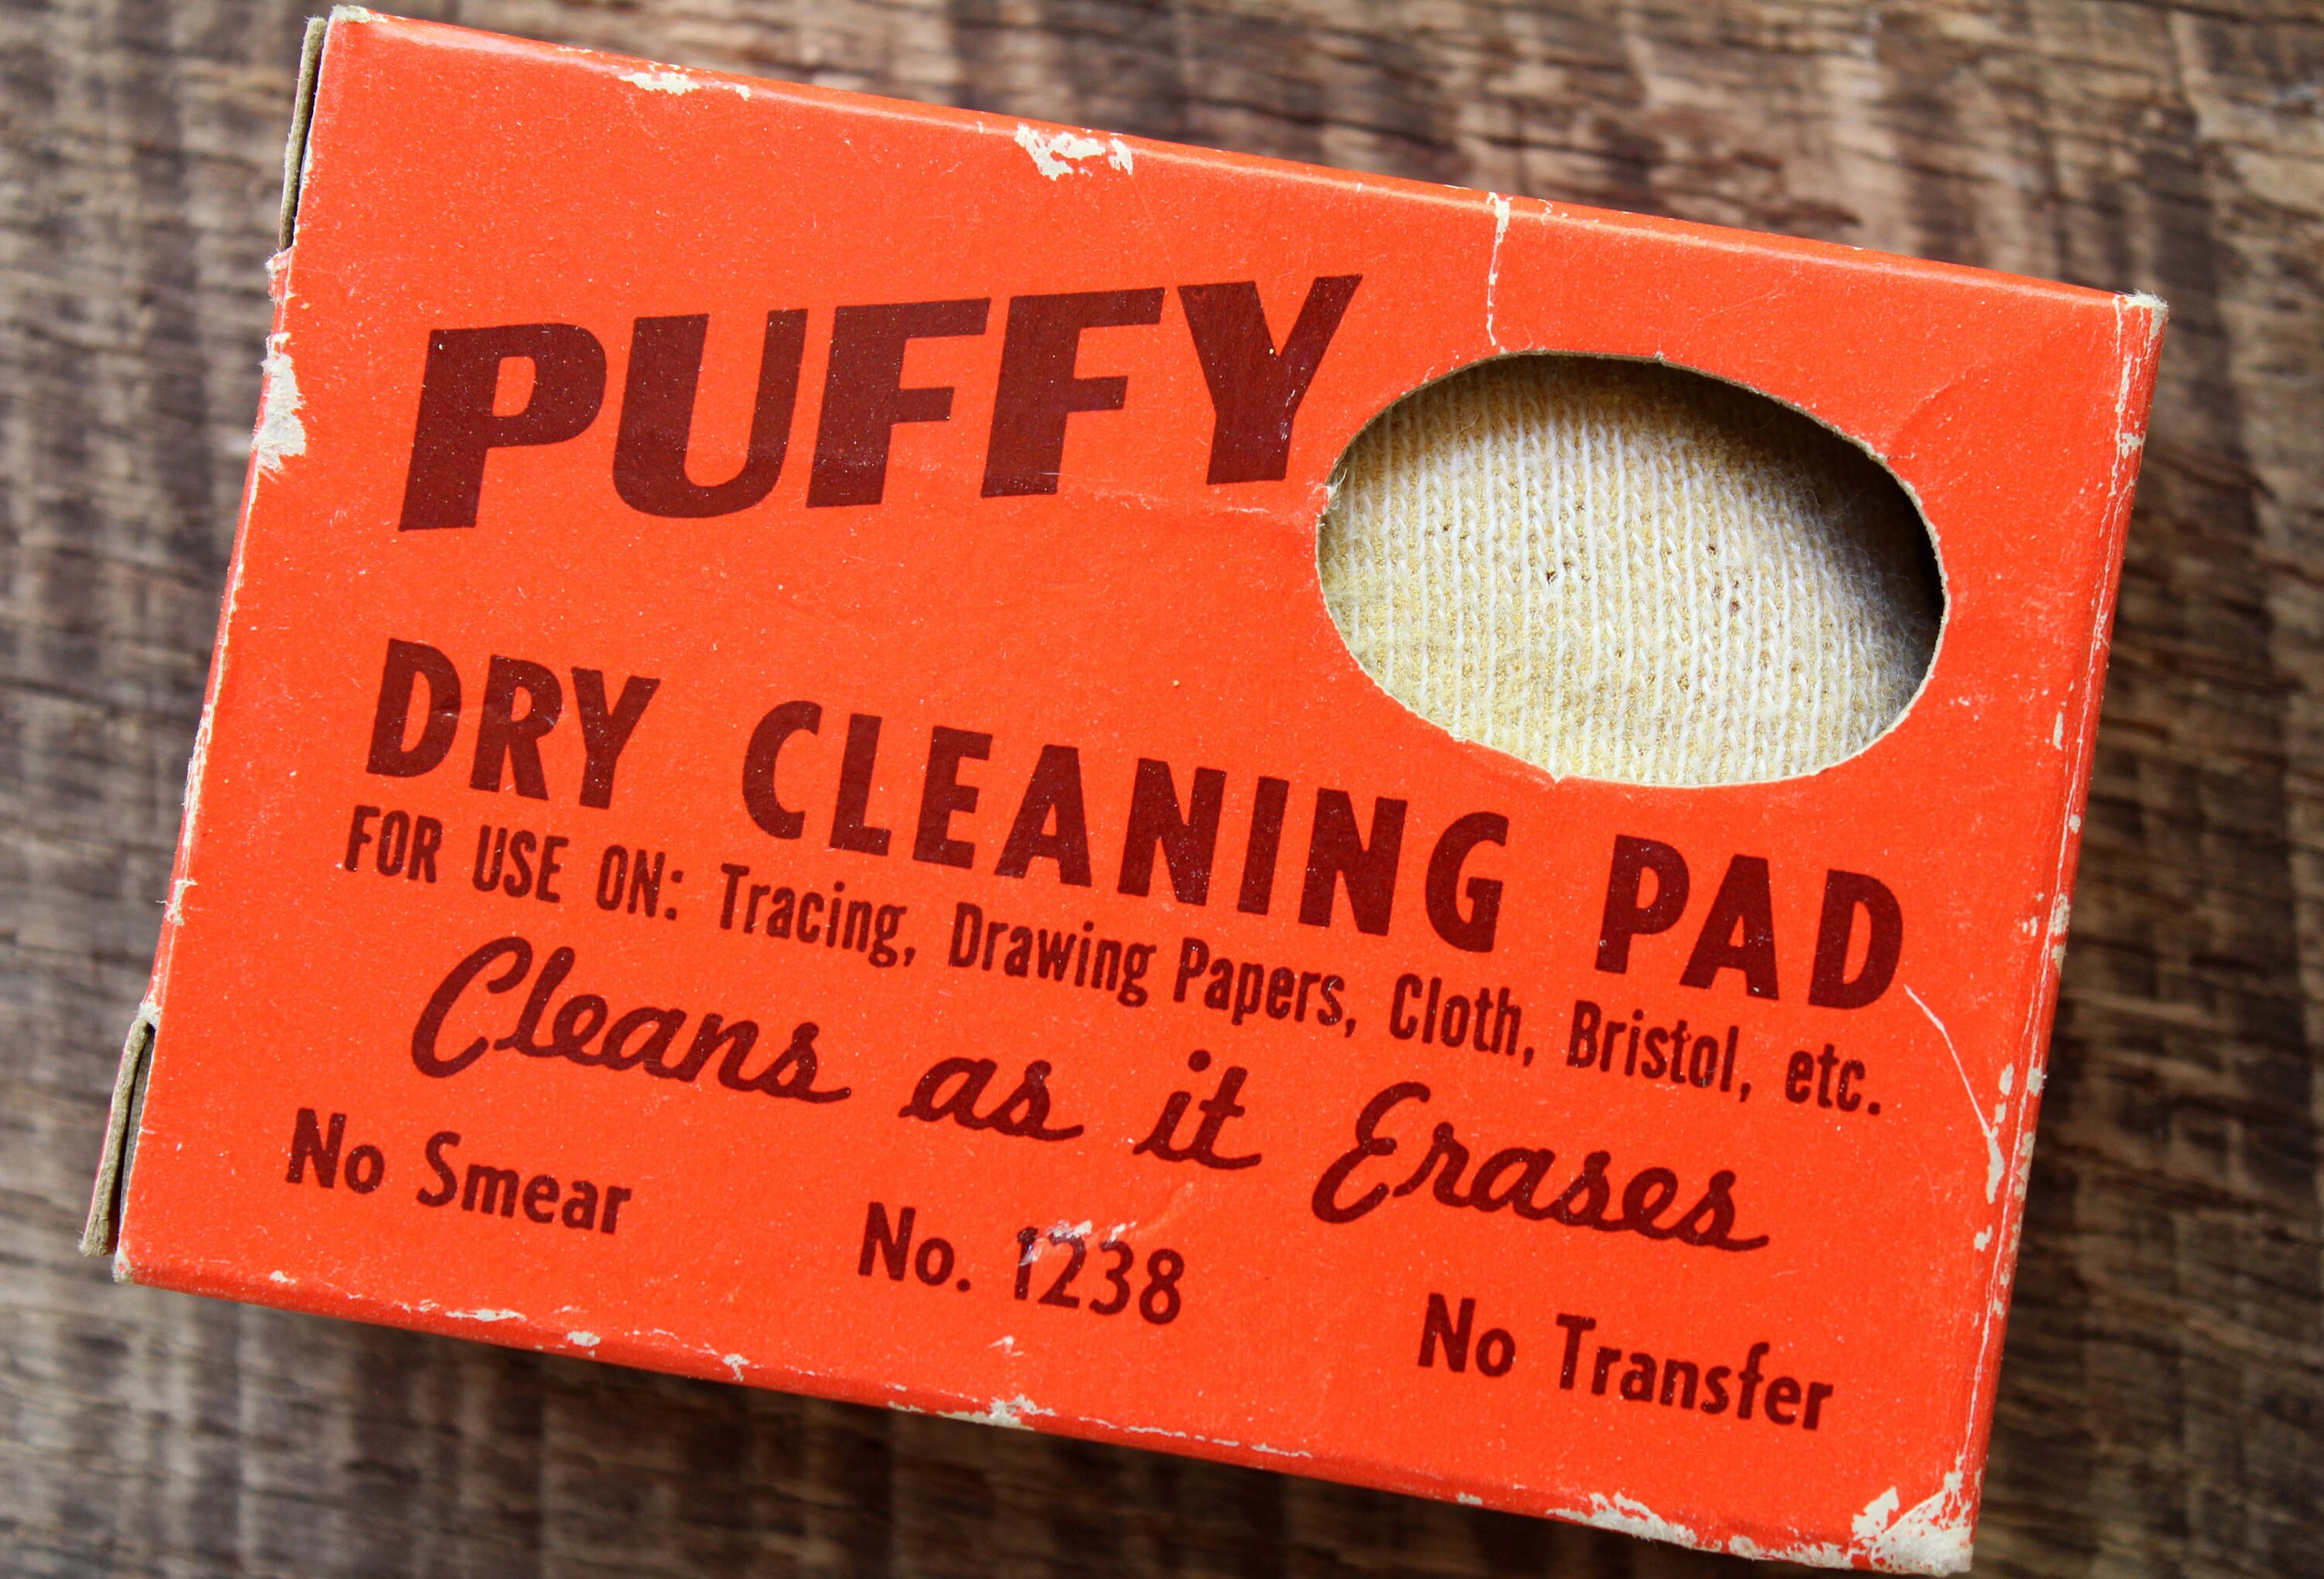 PUFFY
DRY CLEANING PAD
FOR USE ON: Tracing, Drawing Papers, Cloth, Bristol, etc.
Cleans as it Erases
No Smear No. 1238 No Transfer